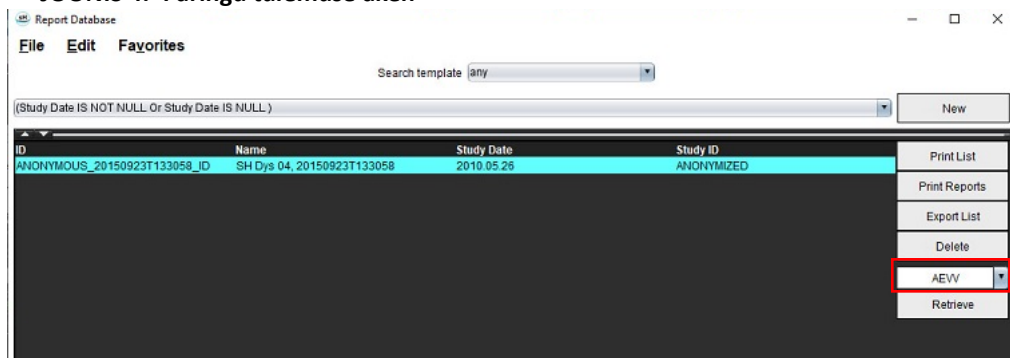 Report Database
File Edit Favorites
Search template any
(Study Date IS NOT NULL Or Study Date IS NULL )
New
ID Name Study Date Study ID
ANONYMOUS_20150923T133058_ID SH Dys 04, 20150923T133058 2010.05.26 ANONYMIZED
Print List
Print Reports
Export List
Delete
AEVV
Retrieve